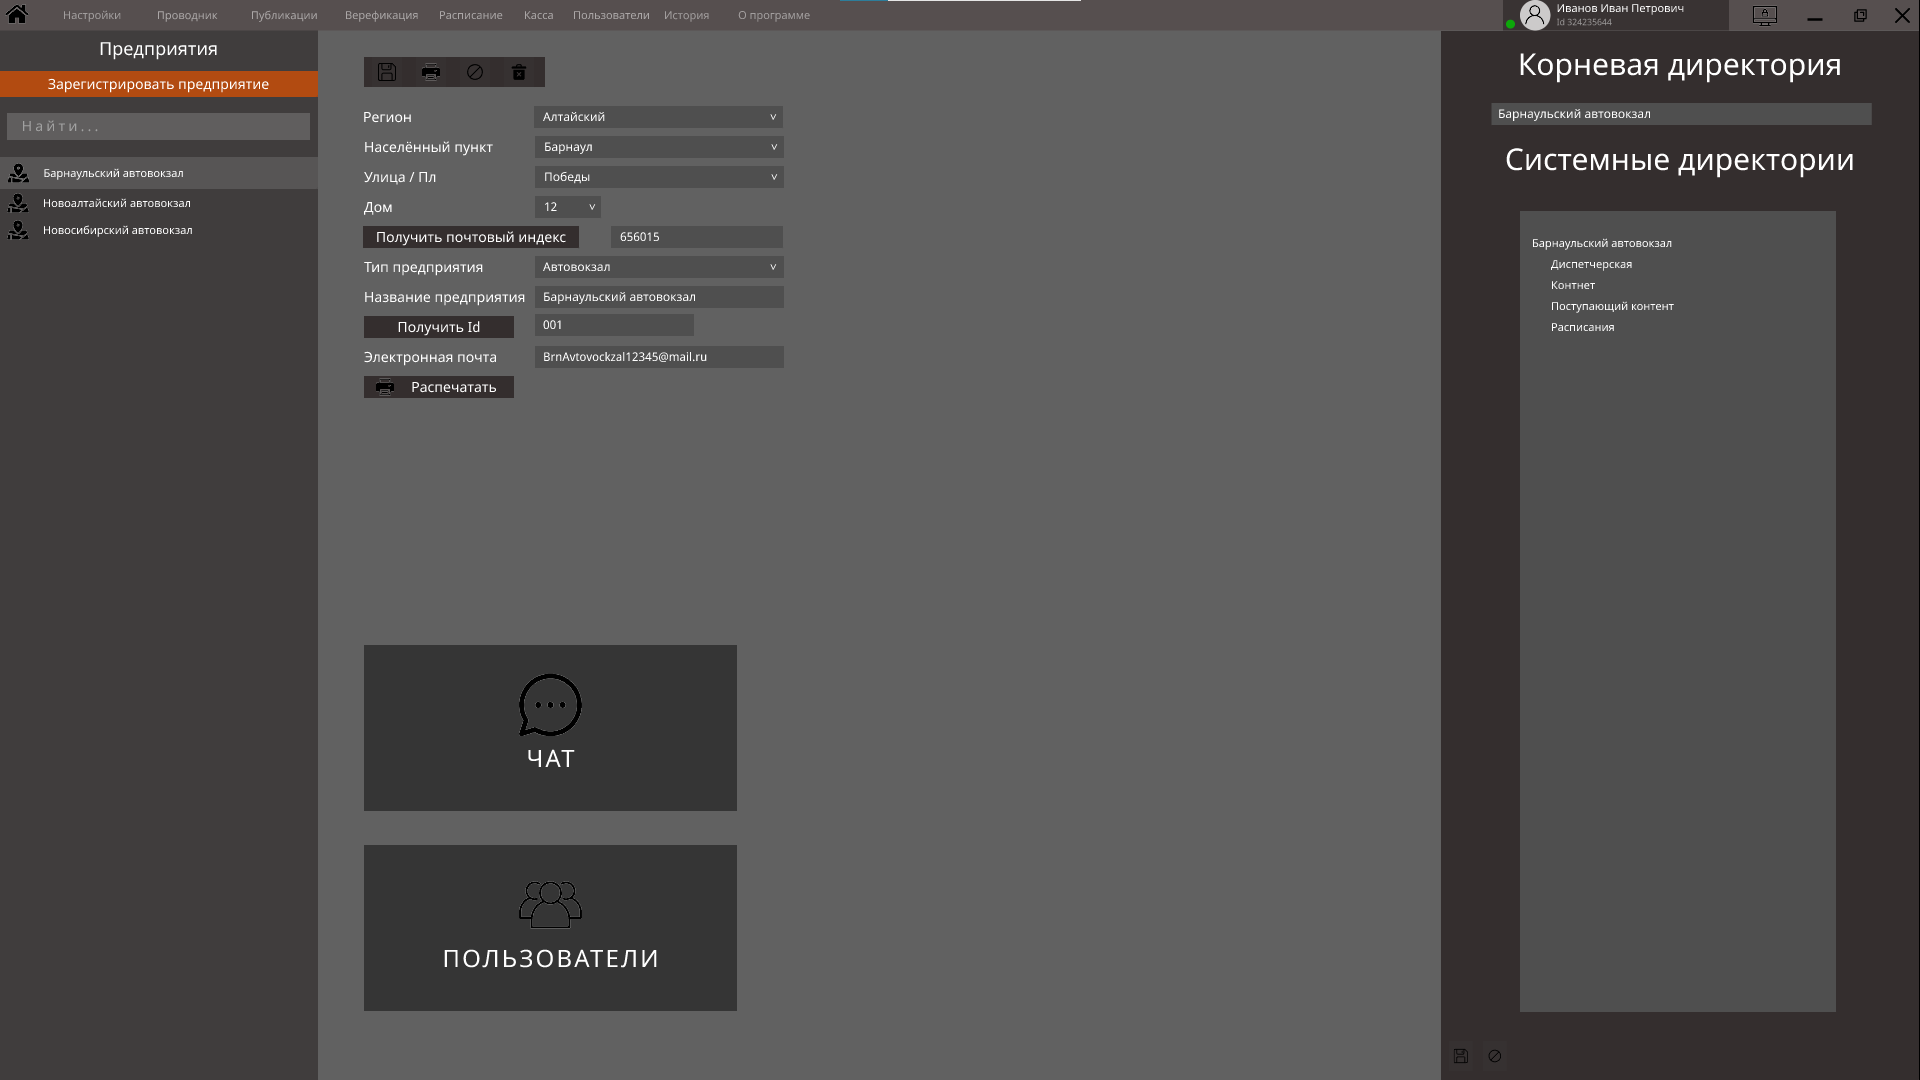 Настройки Проводник Публикации Верефикация Расписание Касса Пользователи История О программе
Иванов Иван Петрович
Id 324235644
Предприятия
Зарегистрировать предприятие
Найти...
Барнаульский автовокзал
Новоалтайский автовокзал
Новосибирский автовокзал
Регион Алтайский
Населённый пункт Барнаул
Улица / Пл Победы
Дом 12
Получить почтовый индекс 656015
Тип предприятия Автовокзал
Название предприятия Барнаульский автовокзал
Получить Id 001
Электронная почта BrnAvtovockzal12345@mail.ru
Распечатать
ЧАТ
ПОЛЬЗОВАТЕЛИ
Корневая директория
Барнаульский автовокзал
Системные директории
Барнаульский автовокзал
Диспетчерская
Контнет
Поступающий контент
Расписания